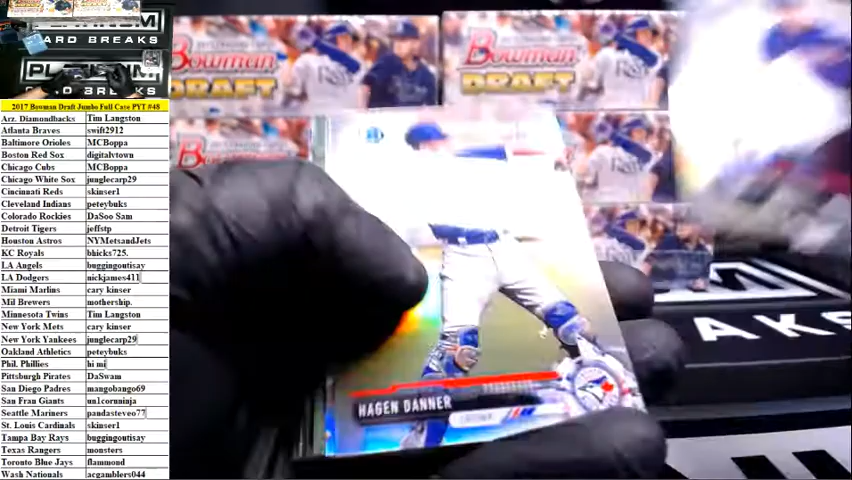 ARD BREAKS
PLATINUM
ARD BREAKS
2017 Bowman Draft Jumbo Full Case PYT #48
Arz. Diamondbacks Tim Langston
Atlanta Braves swift2912
Baltimore Orioles MCBoppa
Boston Red Sox digitalytown
Chicago Cubs MCBoppa
Chicago White Sox junglecarp29
Cincinnati Reds skinser1
Cleveland Indians peteybuks
Colorado Rockies DaSoo Sam
Detroit Tigers jeffstp
Houston Astros NYMetsandJets
KC Royals bhicks725.
LA Angels buggingoutisay
LA Dodgers nickjames411
Miami Marlins cary kinser
Mil Brewers mothership.
Minnesota Twins Tim Langston
New York Mets cary kinser
New York Yankees junglecarp29
Oakland Athletics peteybuks
Phil. Phillies hi mi
Pittsburgh Pirates DaSwam
San Diego Padres mangobango69
San Fran Giants un1corninja
Seattle Mariners pandasteveo77
St. Louis Cardinals skinser1
Tampa Bay Rays buggingoutisay
Texas Rangers monsters
Toronto Blue Jays flammond
Wash Nationals acgamblers044
Bowman
DRAFT
Bowman
DRAFT
Bowman
HAGEN DANNER
CATCHER
AKS